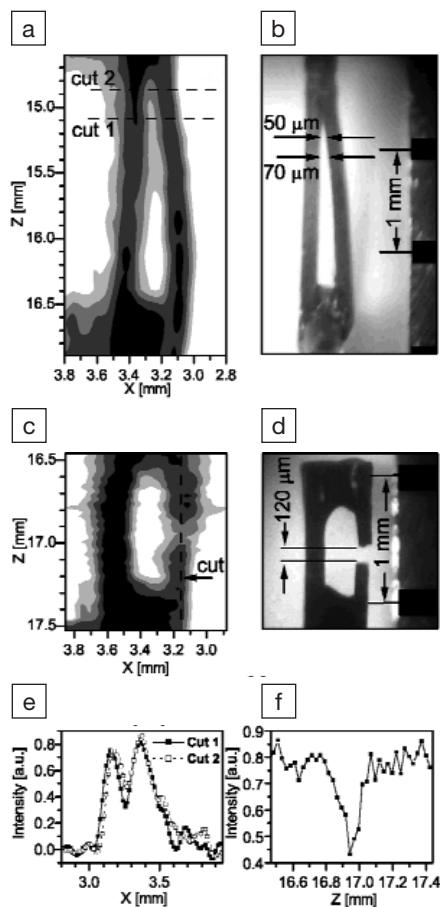 a
b
cut 2
cut 1
15.0
15.5
16.0
16.5
Z [mm]
3.8 3.6 3.4 3.2 3.0 2.8
X [mm]
50 μm
70 μm
1 mm
c
d
16.5
17.0
17.5
Z [mm]
cut
3.8 3.6 3.4 3.2 3.0
X [mm]
120 μm
1 mm
e
f
Intensity [a.u.]
0.8
0.6
0.4
0.2
0.0
Cut 1
Cut 2
3.0 3.5
X [mm]
Intensity [a.u.]
0.9
0.8
0.7
0.6
0.5
0.4
16.6 16.8 17.0 17.2 17.4
Z [mm]